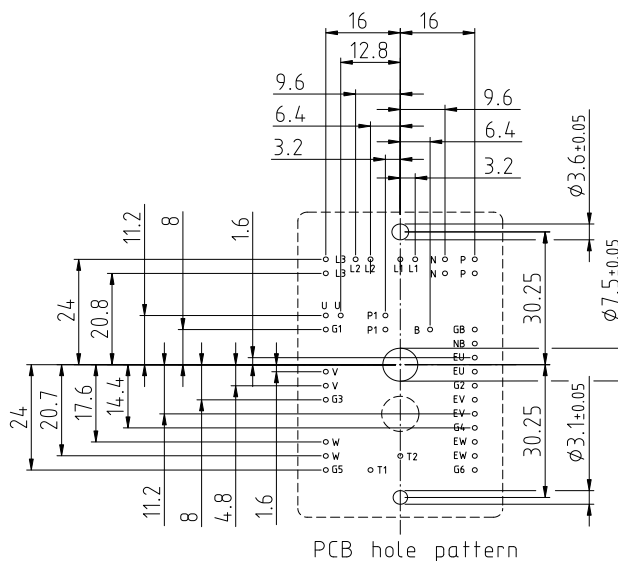 16 16
12.8
9.6 9.6
6.4 6.4
3.2 3.2
Ø3.6±0.05
11.2 8 1.6
Ø7.5±0.05
L3 L2 L2 L1 L1 N P
L3 N P
24 20.8 30.25
U U P1
G1 P1 B GB
NB
EU
V EU
V G2
G3 EV
EV
G4
24 20.7 17.6 14.4 30.25 Ø3.1±0.05
W EW
W T2 EW
G5 T1 G6
11.2 8 4.8 1.6
PCB hole pattern